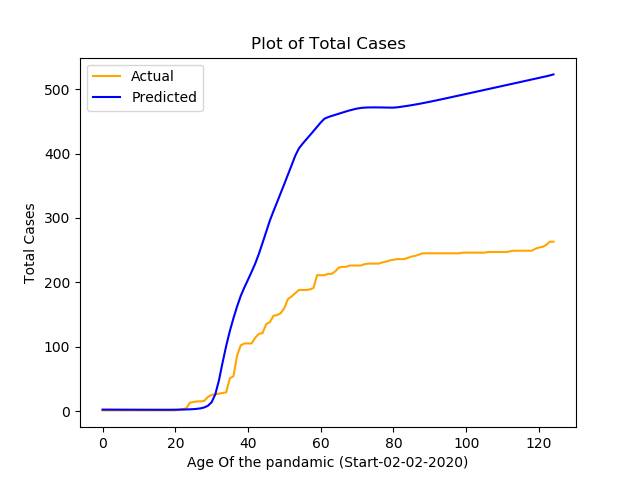 Plot of Total Cases
Actual
Predicted
500
400
300
200
100
0
Total Cases
0 20 40 60 80 100 120
Age Of the pandamic (Start-02-02-2020)